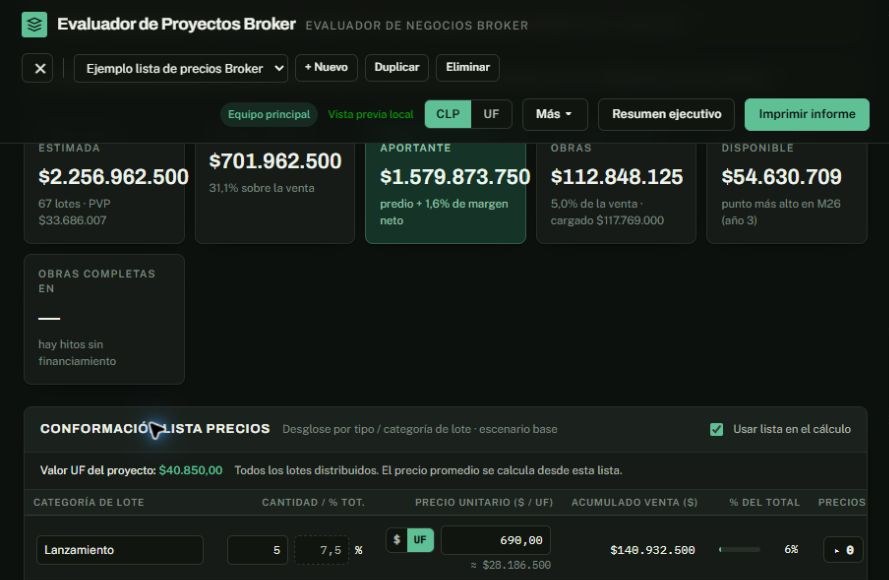 Evaluador de Proyectos Broker EVALUADOR DE NEGOCIOS BROKER
Ejemplo lista de precios Broker + Nuevo Duplicar Eliminar
Equipo principal Vista previa local CLP UF Más Resumen ejecutivo Imprimir informe
ESTIMADA
$2.256.962.500
67 lotes · PVP
$33.686.007
$701.962.500
31,1% sobre la venta
APORTANTE
$1.579.873.750
predio + 1,6% de margen
neto
OBRAS
$112.848.125
5,0% de la venta ·
cargado $117.769.000
DISPONIBLE
$54.630.709
punto más alto en M26
(año 3)
OBRAS COMPLETAS
EN
—
hay hitos sin
financiamiento
CONFORMACIÓ LISTA PRECIOS Desglose por tipo / categoría de lote · escenario base Usar lista en el cálculo
Valor UF del proyecto: $40.850,00 Todos los lotes distribuidos. El precio promedio se calcula desde esta lista.
CATEGORÍA DE LOTE CANTIDAD / % TOT. PRECIO UNITARIO ($ / UF) ACUMULADO VENTA ($) % DEL TOTAL PRECIOS
Lanzamiento 5 7,5 % $ UF 690,00 $140.932.500 6% ▸ 0
≈ $28.186.500